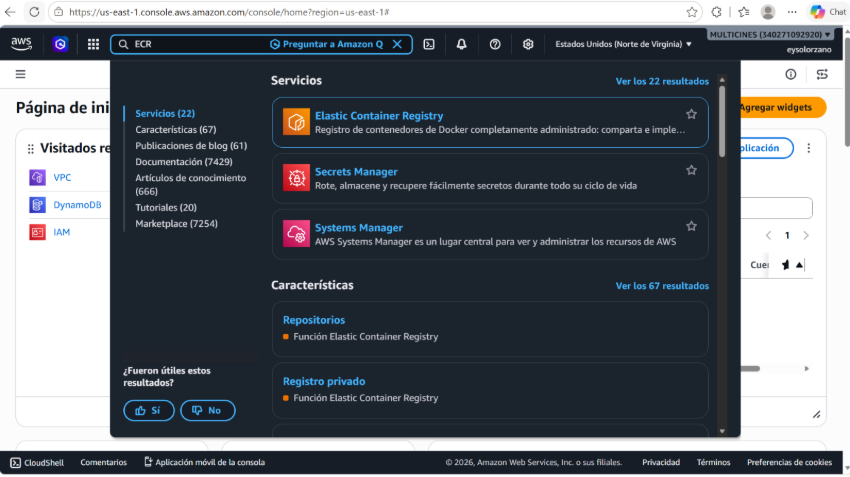 https://us-east-1.console.aws.amazon.com/console/home?region=us-east-1#
Chat
aws
ECR
Preguntar a Amazon Q
Estados Unidos (Norte de Virginia)
MULTICINES (340271092920)
eysolorzano
Página de ini
Agregar widgets
Servicios
Ver los 22 resultados
Servicios (22)
Características (67)
Publicaciones de blog (61)
Documentación (7429)
Artículos de conocimiento
(666)
Tutoriales (20)
Marketplace (7254)
Elastic Container Registry
Registro de contenedores de Docker completamente administrado: comparta e imple...
Secrets Manager
Rote, almacene y recupere fácilmente secretos durante todo su ciclo de vida
Systems Manager
AWS Systems Manager es un lugar central para ver y administrar los recursos de AWS
Visitados re
VPC
DynamoDB
IAM
plicación
1
Cuer
Características
Ver los 67 resultados
Repositorios
Función Elastic Container Registry
Registro privado
Función Elastic Container Registry
¿Fueron útiles estos
resultados?
Sí
No
CloudShell
Comentarios
Aplicación móvil de la consola
© 2026, Amazon Web Services, Inc. o sus filiales.
Privacidad
Términos
Preferencias de cookies